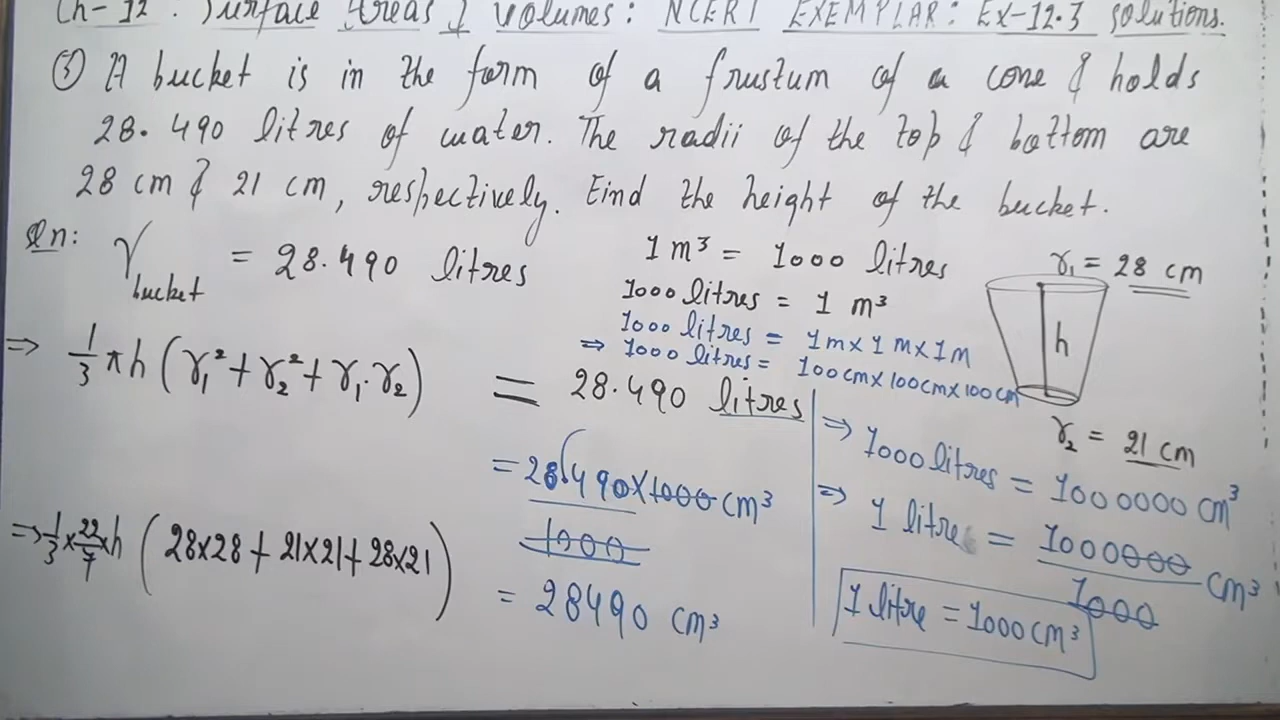 Ch-12 : Surface Areas & Volumes : NCERT EXEMPLAR : Ex-12.3 solutions.
⑤ A bucket is in the form of a frustum of a cone & holds
28.490 litres of water. The radii of the top & bottom are
28 cm & 21 cm, respectively. Find the height of the bucket.
Sln: V bucket = 28.490 litres
1 m³ = 1000 litres
1000 litres = 1 m³
1000 litres = 1m × 1m × 1m
⇒ 1000 litres = 100cm × 100cm × 100cm
r₁ = 28 cm
h
r₂ = 21 cm
⇒ 1/3 πh (r₁² + r₂² + r₁.r₂) = 28.490 litres
= 28.490 × 1000 cm³
1000
⇒ 1/3 × 22/7 × h (28×28 + 21×21 + 28×21) = 28490 cm³
⇒ 1000 litres = 1000000 cm³
⇒ 1 litre = 1000000/1000 cm³
1 litre = 1000 cm³